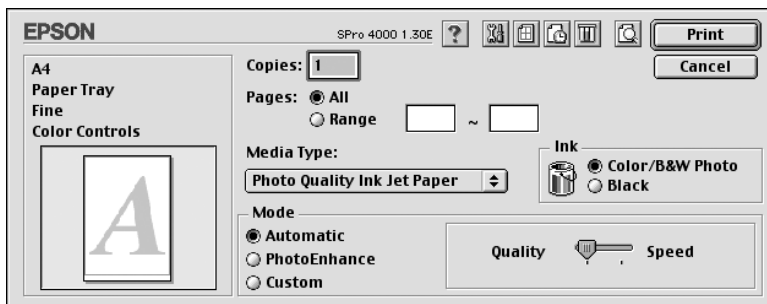 EPSON
SPro 4000 1.30E
?
Print
Cancel
A4
Paper Tray
Fine
Color Controls
A
Copies: 1
Pages: All
Range ~
Media Type:
Photo Quality Ink Jet Paper
Ink
Color/B&W Photo
Black
Mode
Automatic
PhotoEnhance
Custom
Quality Speed